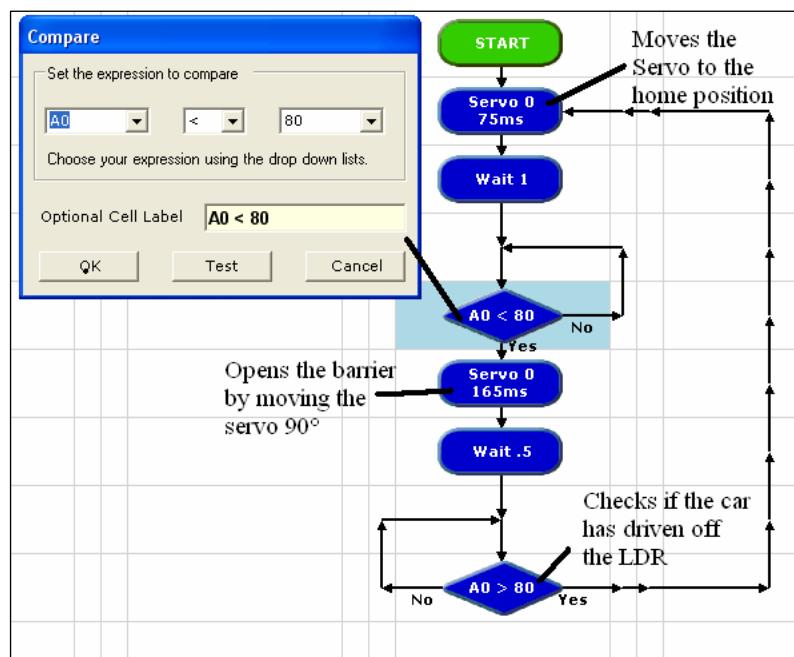 Compare
Set the expression to compare
A0
<
80
Choose your expression using the drop down lists.
Optional Cell Label
A0 < 80
OK
Test
Cancel
START
Moves the
Servo to the
home position
Servo 0
75ms
Wait 1
A0 < 80
No
Yes
Opens the barrier
by moving the
servo 90°
Servo 0
165ms
Wait .5
Checks if the car
has driven off
the LDR
A0 > 80
No
Yes